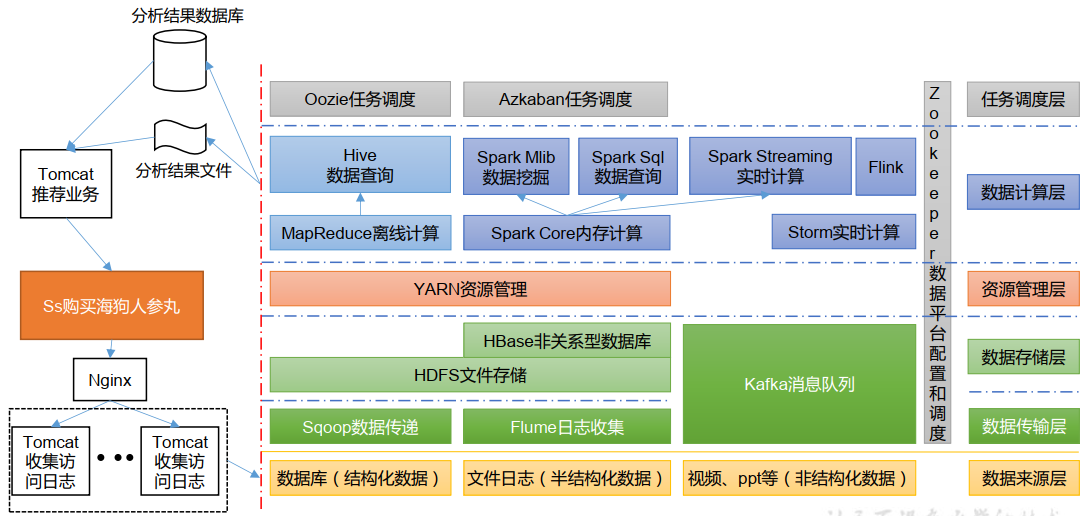 分析结果数据库
分析结果文件
Tomcat
推荐业务
Ss购买海狗人参丸
Nginx
Tomcat
收集访
问日志
•••
Tomcat
收集访
问日志
Oozie任务调度
Azkaban任务调度
任务调度层
Hive
数据查询
Spark Mlib
数据挖掘
Spark Sql
数据查询
Spark Streaming
实时计算
Flink
数据计算层
MapReduce离线计算
Spark Core内存计算
Storm实时计算
YARN资源管理
资源管理层
HBase非关系型数据库
HDFS文件存储
Kafka消息队列
数据存储层
Sqoop数据传递
Flume日志收集
数据传输层
数据库（结构化数据）
文件日志（半结构化数据）
视频、ppt等（非结构化数据）
数据来源层
Zookeeper数据平台配置和调度